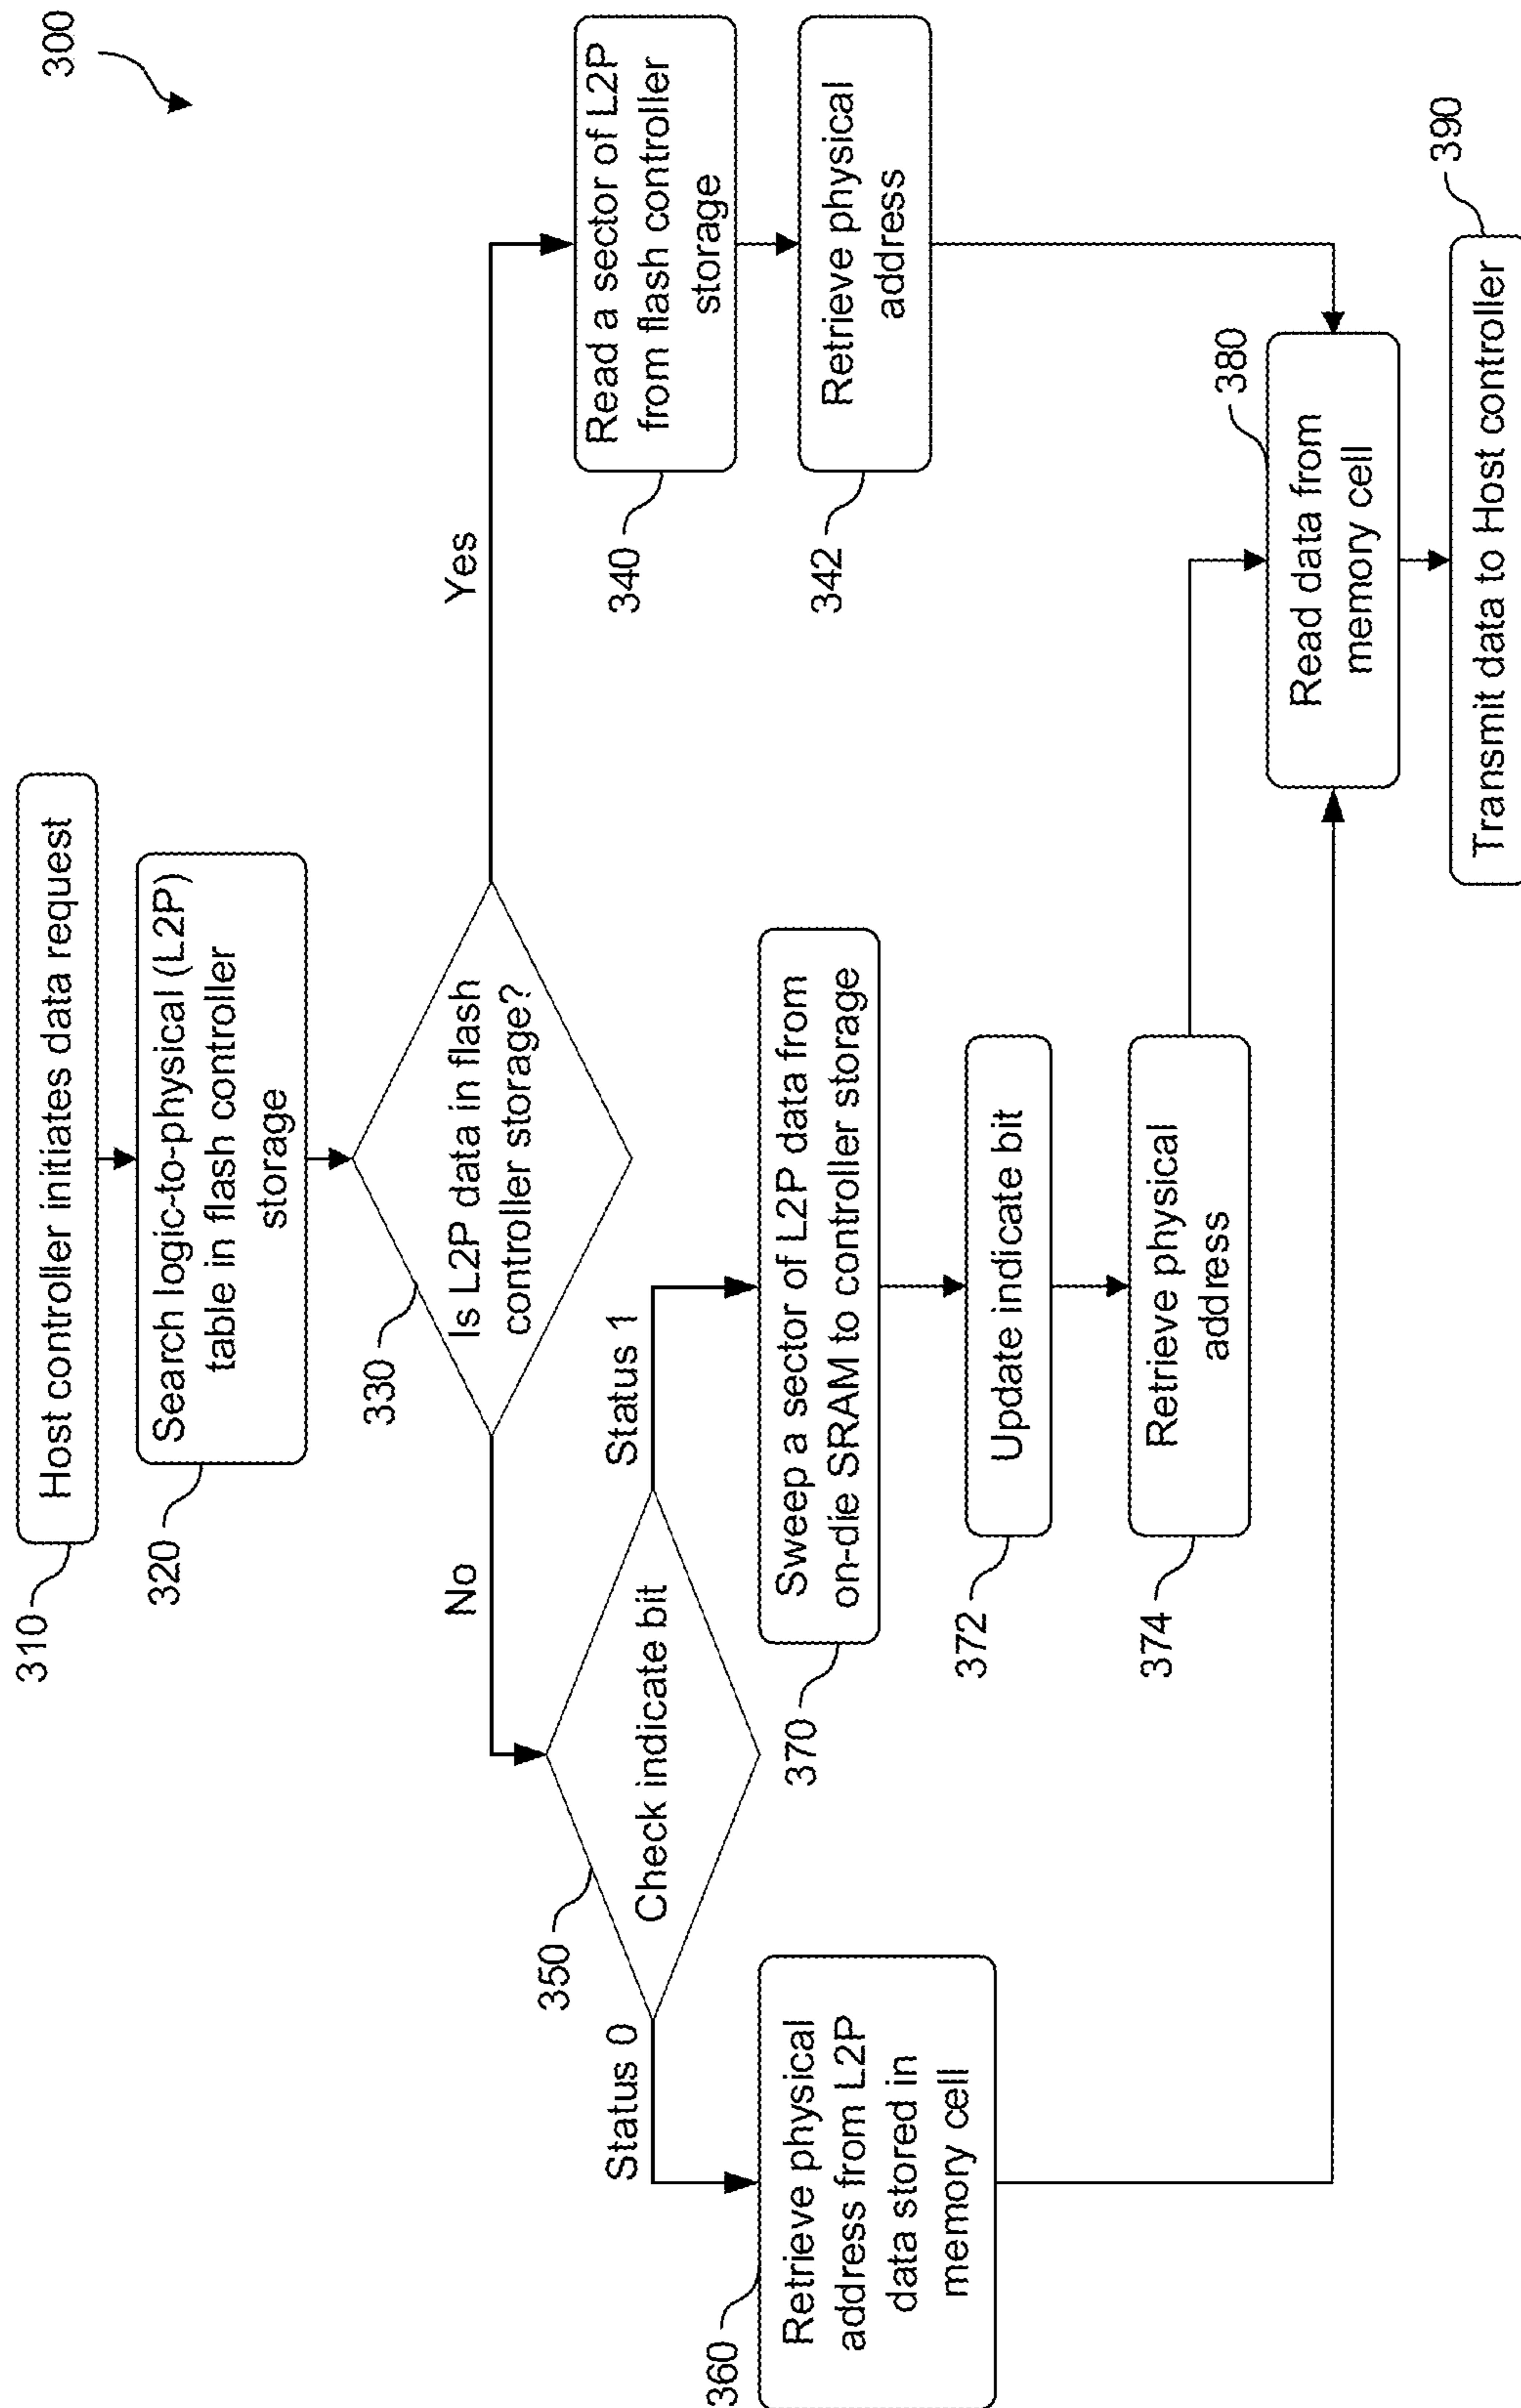 300
310
Host controller initiates data request
320
Search logic-to-physical (L2P)
table in flash controller
storage
330
Is L2P data in flash
controller storage?
No
Yes
340
Read a sector of L2P
from flash controller
storage
342
Retrieve physical
address
350
Check indicate bit
Status 0
Status 1
360
Retrieve physical
address from L2P
data stored in
memory cell
370
Sweep a sector of L2P data from
on-die SRAM to controller storage
372
Update indicate bit
374
Retrieve physical
address
380
Read data from
memory cell
390
Transmit data to Host controller